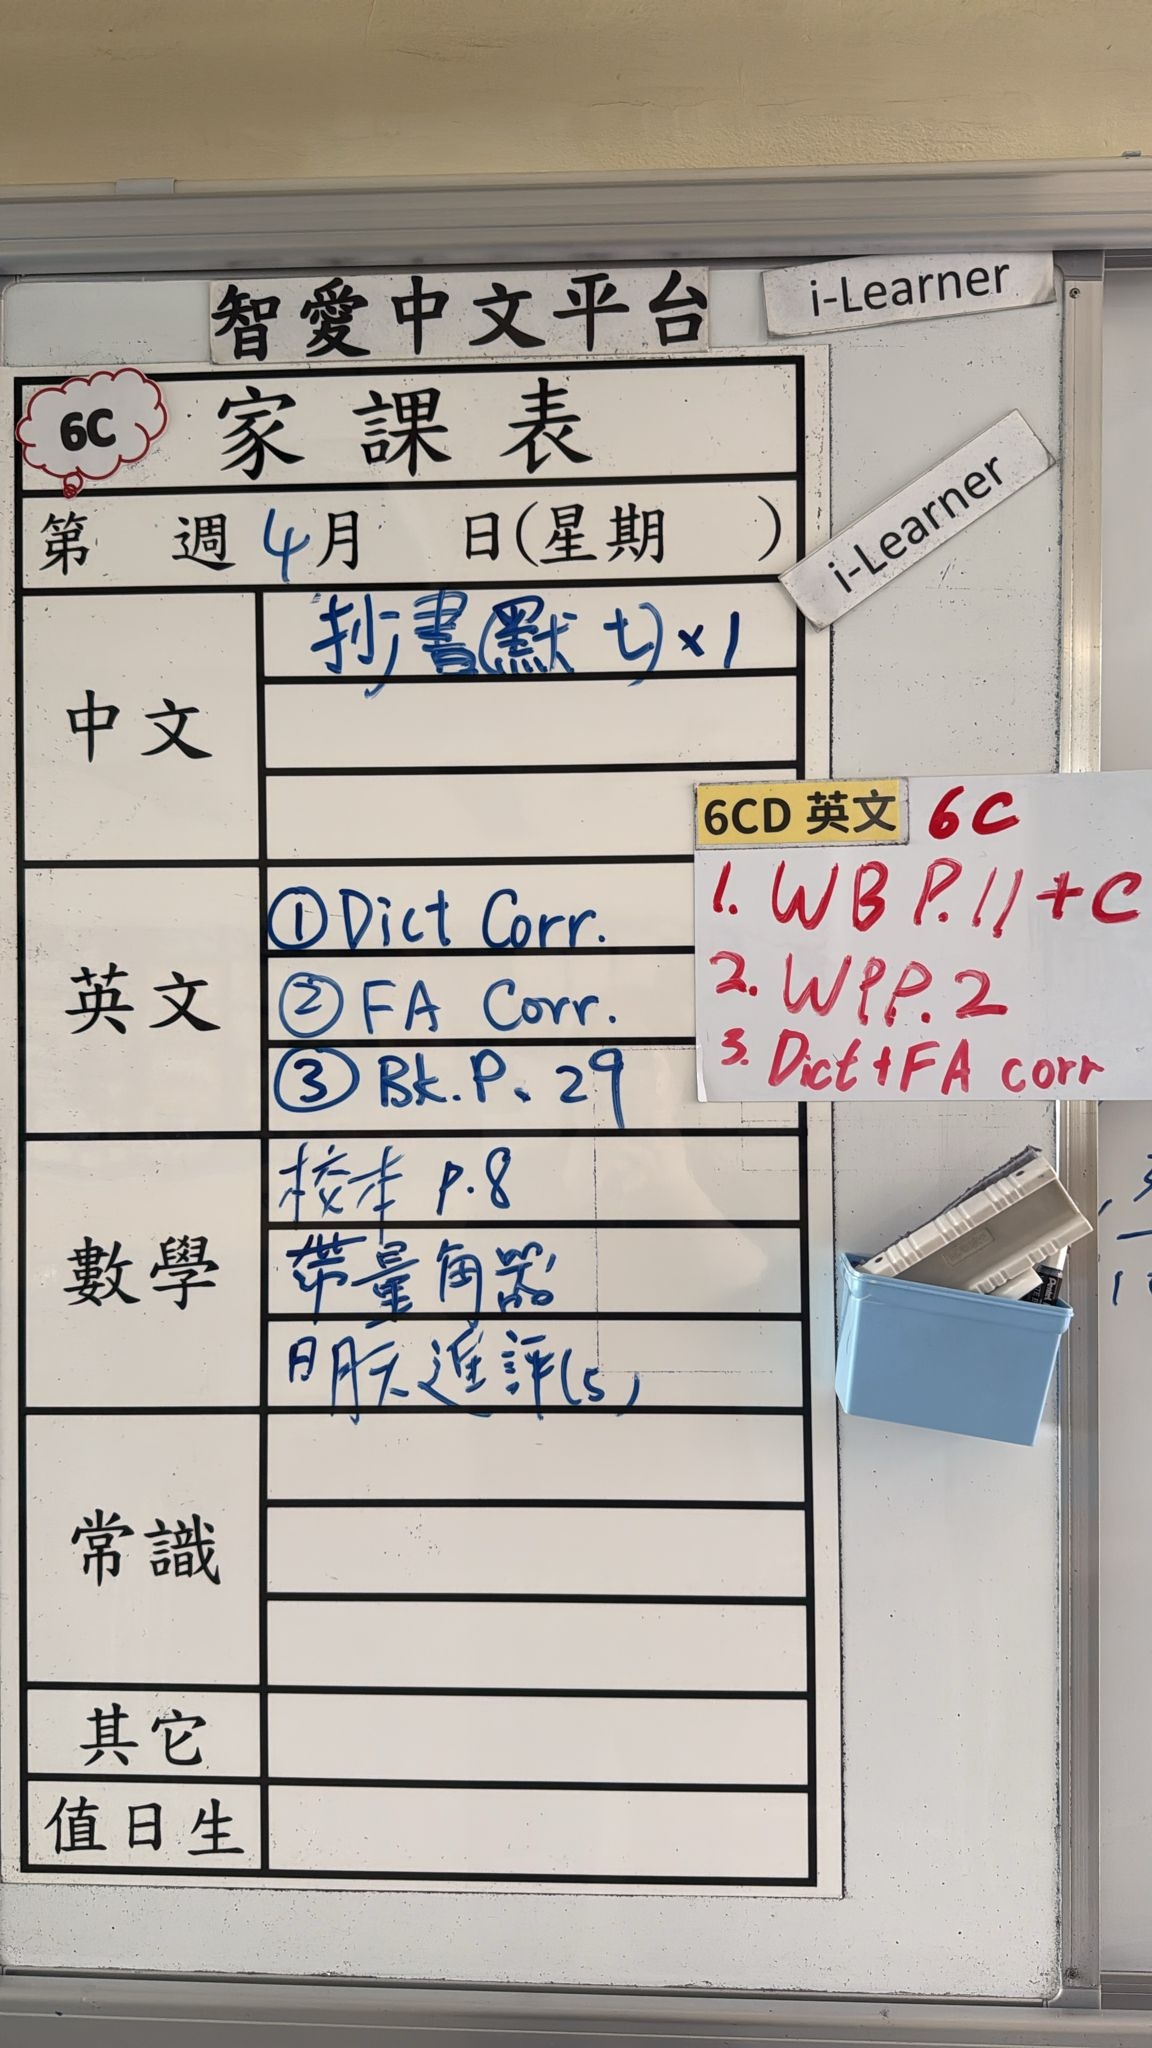 智愛中文平台
i-Learner
6C
家課表
i-Learner
第 週 4月 日(星期 )
中文
抄書(默七)×1
6CD 英文 6C
1. WB P.11+C
2. WP P.2
3. Dict+FA corr
英文
①Dict Corr.
②FA Corr.
③Bk.P. 29
數學
校本 p.8
帶量角器
明天進評(5)
常識
其它
值日生